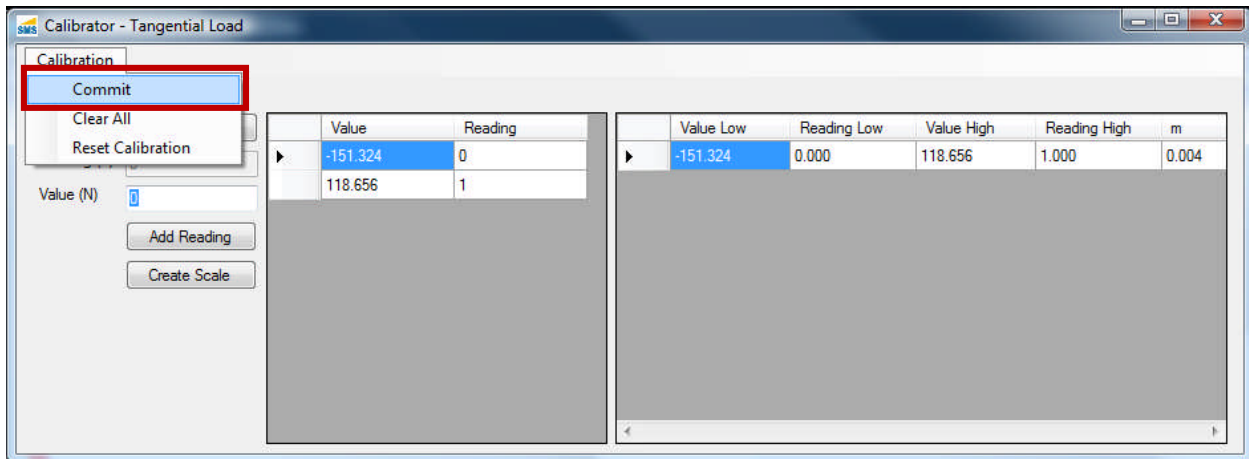 SMS Calibrator - Tangential Load
Calibration
Commit
Clear All
Reset Calibration
Value (N) 0
Add Reading
Create Scale
Value Reading
-151.324 0
118.656 1
Value Low Reading Low Value High Reading High m
-151.324 0.000 118.656 1.000 0.004